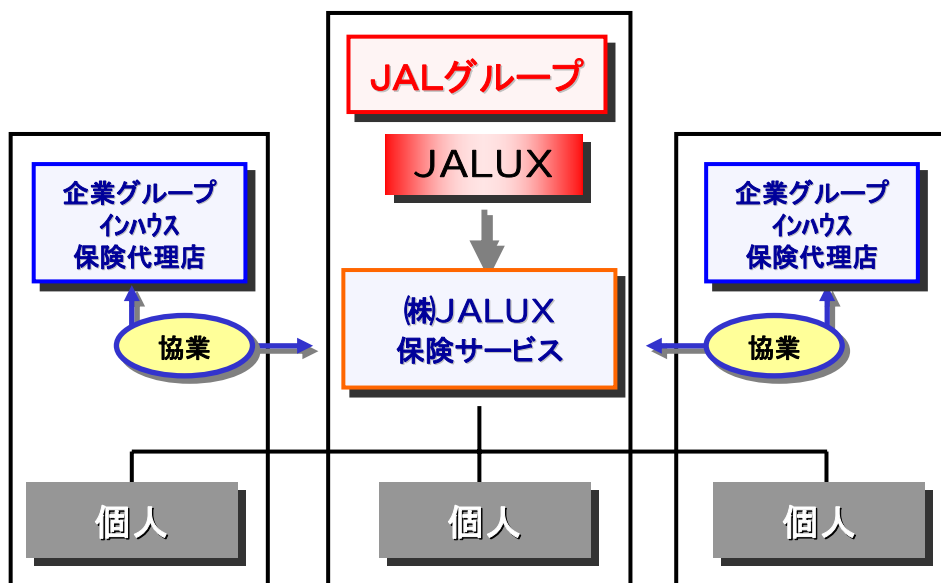 JALグループ
JALUX
企業グループ
インハウス
保険代理店
企業グループ
インハウス
保険代理店
㈱JALUX
保険サービス
協業
協業
個人
個人
個人